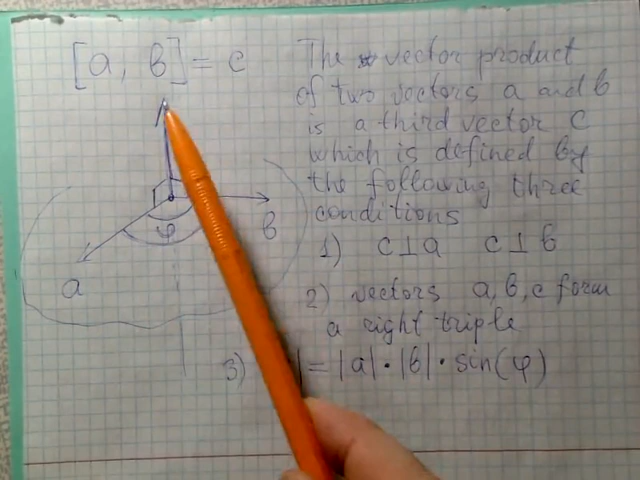 [a, b] = c
The vector product
of two vectors a and b
is a third vector c
which is defined by
the following three
conditions
1) c⊥a c⊥b
2) vectors a, b, c form
a right triple
3) | = |a|·|b|·sin(φ)
b
φ
a